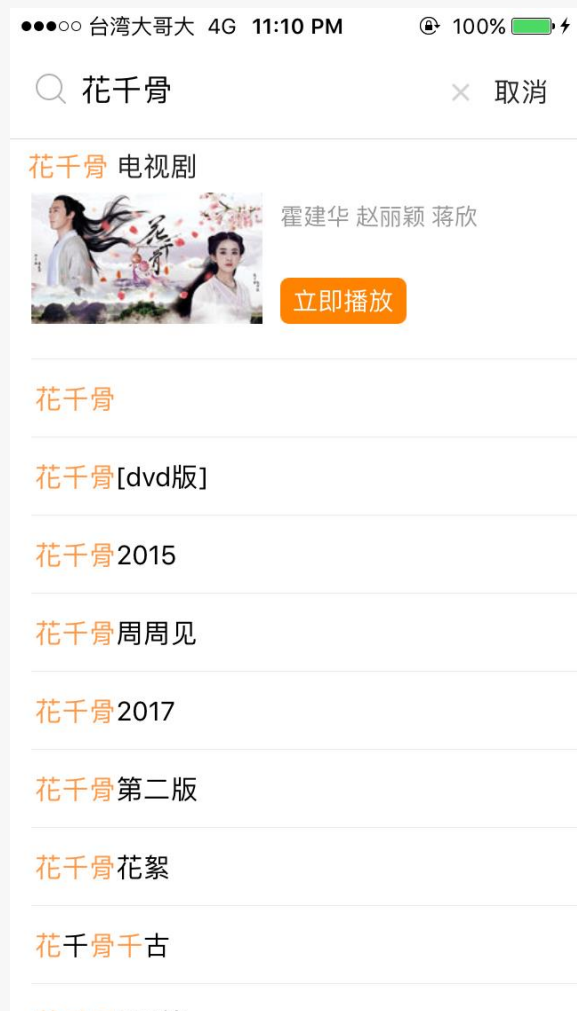 台湾大哥大 4G 11:10 PM 100%
花千骨 取消
花千骨 电视剧
花千骨
霍建华 赵丽颖 蒋欣
立即播放
花千骨
花千骨[dvd版]
花千骨2015
花千骨周周见
花千骨2017
花千骨第二版
花千骨花絮
花千骨千古